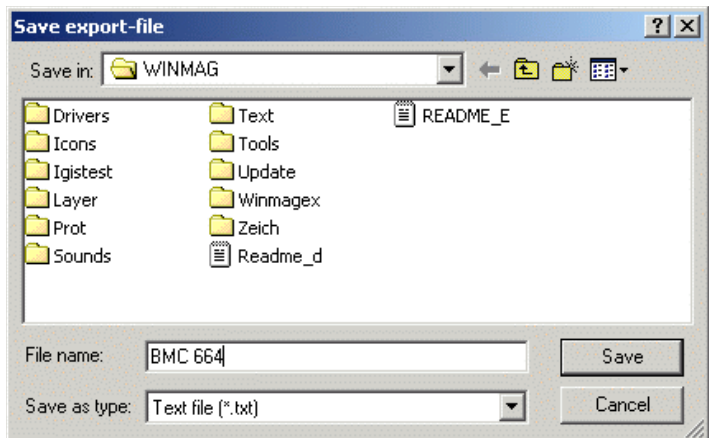 Save export-file
Save in: WINMAG
Drivers Text README_E
Icons Tools
Igistest Update
Layer Winmagex
Prot Zeich
Sounds Readme_d
File name: BMC 664 Save
Save as type: Text file (*.txt) Cancel